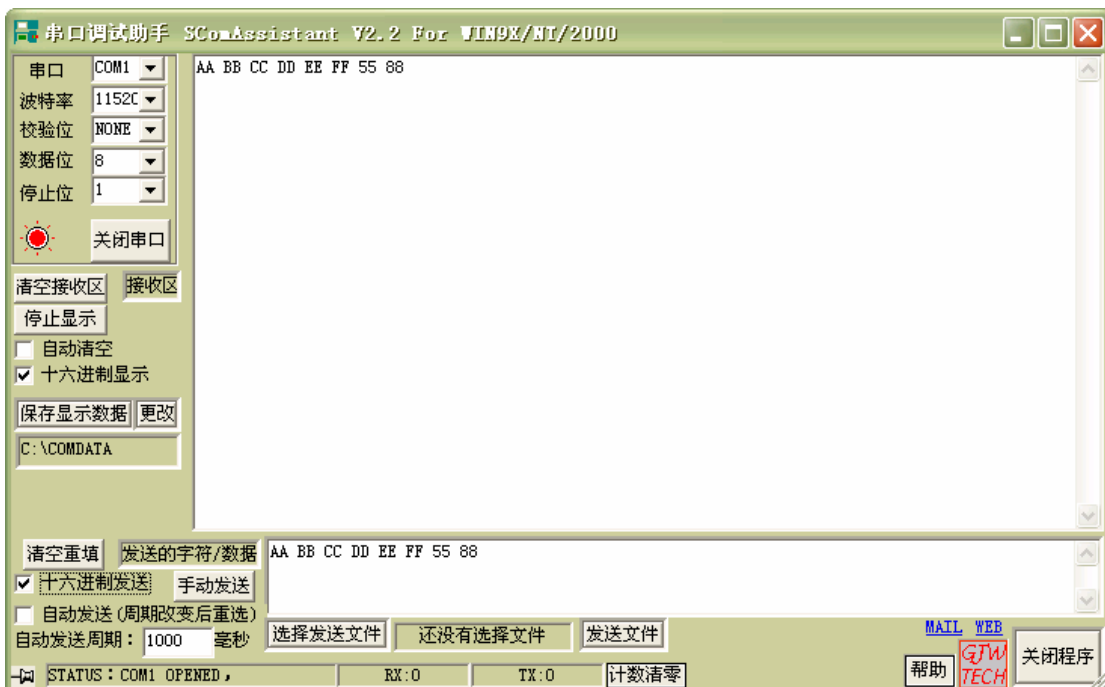 串口调试助手 SComAssistant V2.2 For WIN9X/NT/2000
串口 COM1
波特率 11520
校验位 NONE
数据位 8
停止位 1
关闭串口
清空接收区 接收区
停止显示
自动清空
十六进制显示
保存显示数据 更改
C:\COMDATA
AA BB CC DD EE FF 55 88
清空重填 发送的字符/数据
AA BB CC DD EE FF 55 88
十六进制发送 手动发送
自动发送(周期改变后重选)
自动发送周期： 1000 毫秒
选择发送文件 还没有选择文件 发送文件
MAIL WEB
帮助 GJW TECH 关闭程序
STATUS：COM1 OPENED， RX:0 TX:0 计数清零